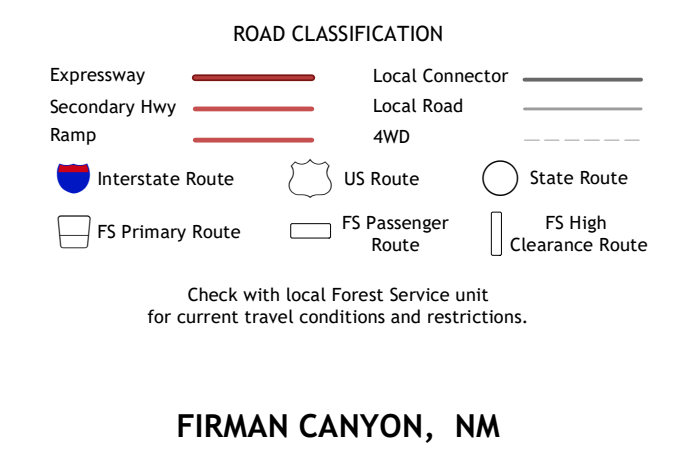 ROAD CLASSIFICATION
Expressway
Local Connector
Secondary Hwy
Local Road
Ramp
4WD
Interstate Route
US Route
State Route
FS Primary Route
FS Passenger
Route
FS High
Clearance Route
Check with local Forest Service unit
for current travel conditions and restrictions.
FIRMAN CANYON, NM